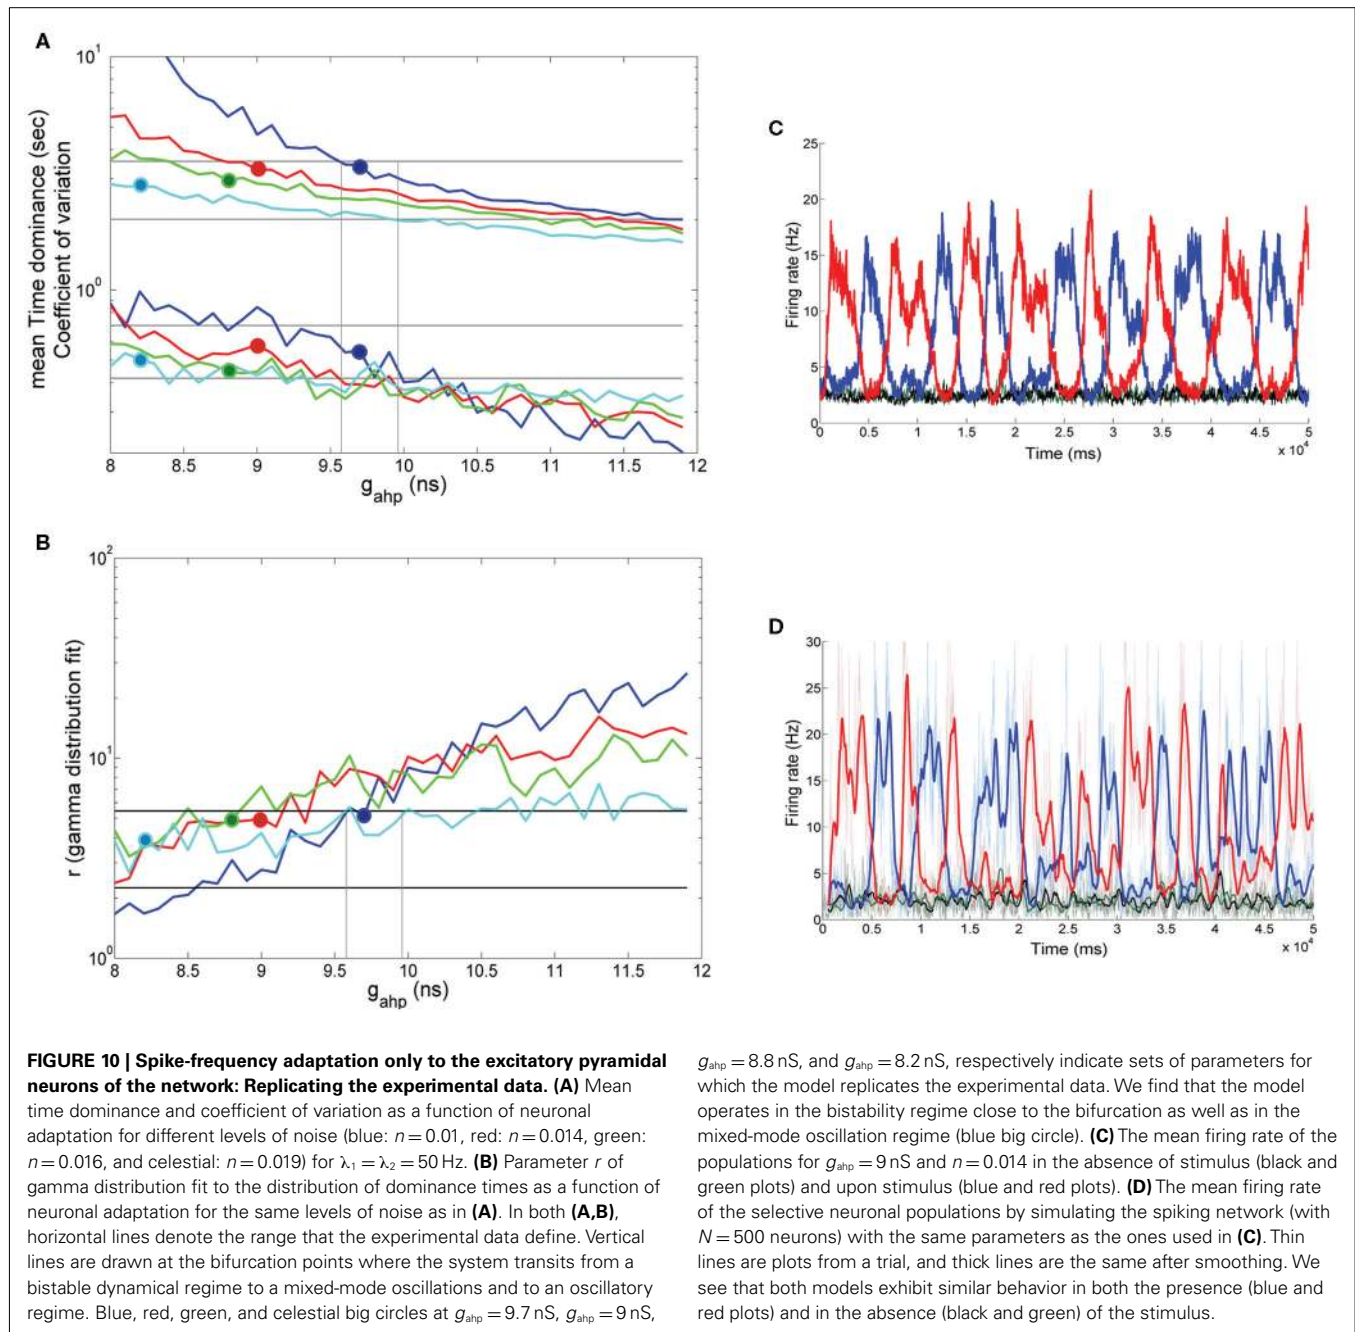 A
10^1
10^0
mean Time dominance (sec)
Coefficient of variation
8 8.5 9 9.5 10 10.5 11 11.5 12
g_ahp (ns)
C
25
20
15
10
5
0
Firing rate (Hz)
0 0.5 1 1.5 2 2.5 3 3.5 4 4.5 5
Time (ms)
x 10^4
B
10^2
10^1
10^0
r (gamma distribution fit)
8 8.5 9 9.5 10 10.5 11 11.5 12
g_ahp (ns)
D
30
25
20
15
10
5
0
Firing rate (Hz)
0 0.5 1 1.5 2 2.5 3 3.5 4 4.5 5
Time (ms)
x 10^4
FIGURE 10 | Spike-frequency adaptation only to the excitatory pyramidal
neurons of the network: Replicating the experimental data. (A) Mean
time dominance and coefficient of variation as a function of neuronal
adaptation for different levels of noise (blue: n = 0.01, red: n = 0.014, green:
n = 0.016, and celestial: n = 0.019) for λ₁ = λ₂ = 50 Hz. (B) Parameter r of
gamma distribution fit to the distribution of dominance times as a function of
neuronal adaptation for the same levels of noise as in (A). In both (A,B),
horizontal lines denote the range that the experimental data define. Vertical
lines are drawn at the bifurcation points where the system transits from a
bistable dynamical regime to a mixed-mode oscillations and to an oscillatory
regime. Blue, red, green, and celestial big circles at g_ahp = 9.7 nS, g_ahp = 9 nS,
g_ahp = 8.8 nS, and g_ahp = 8.2 nS, respectively indicate sets of parameters for
which the model replicates the experimental data. We find that the model
operates in the bistability regime close to the bifurcation as well as in the
mixed-mode oscillation regime (blue big circle). (C) The mean firing rate of the
populations for g_ahp = 9 nS and n = 0.014 in the absence of stimulus (black and
green plots) and upon stimulus (blue and red plots). (D) The mean firing rate
of the selective neuronal populations by simulating the spiking network (with
N = 500 neurons) with the same parameters as the ones used in (C). Thin
lines are plots from a trial, and thick lines are the same after smoothing. We
see that both models exhibit similar behavior in both the presence (blue and
red plots) and in the absence (black and green) of the stimulus.